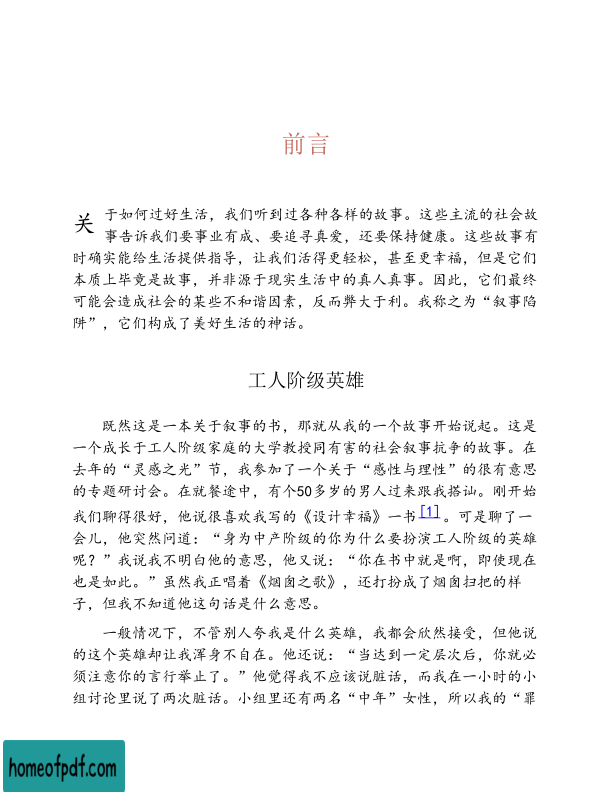 前言
关于如何过好生活，我们听到过各种各样的故事。这些主流的社会故
事告诉我们要事业有成、要追寻真爱，还要保持健康。这些故事有
时确实能给生活提供指导，让我们活得更轻松，甚至更幸福，但是它们
本质上毕竟是故事，并非源于现实生活中的真人真事。因此，它们最终
可能会造成社会的某些不和谐因素，反而弊大于利。我称之为“叙事陷
阱”，它们构成了美好生活的神话。
工人阶级英雄
既然这是一本关于叙事的书，那就从我的一个故事开始说起。这是
一个成长于工人阶级家庭的大学教授同有害的社会叙事抗争的故事。在
去年的“灵感之光”节，我参加了一个关于“感性与理性”的很有意思
的专题研讨会。在就餐途中，有个50多岁的男人过来跟我搭讪。刚开始
我们聊得很好，他说很喜欢我写的《设计幸福》一书[1]。可是聊了一
会儿，他突然问道：“身为中产阶级的你为什么要扮演工人阶级的英雄
呢？”我说我不明白他的意思，他又说：“你在书中就是啊，即使现在
也是如此。”虽然我正唱着《烟囱之歌》，还打扮成了烟囱扫把的样
子，但我不知道他这句话是什么意思。
一般情况下，不管别人夸我是什么英雄，我都会欣然接受，但他说
的这个英雄却让我浑身不自在。他还说：“当达到一定层次后，你就必
须注意你的言行举止了。”他觉得我不应该说脏话，而我在一小时的小
组讨论里说了两次脏话。小组里还有两名“中年”女性，所以我的“罪
homeofpdf.com